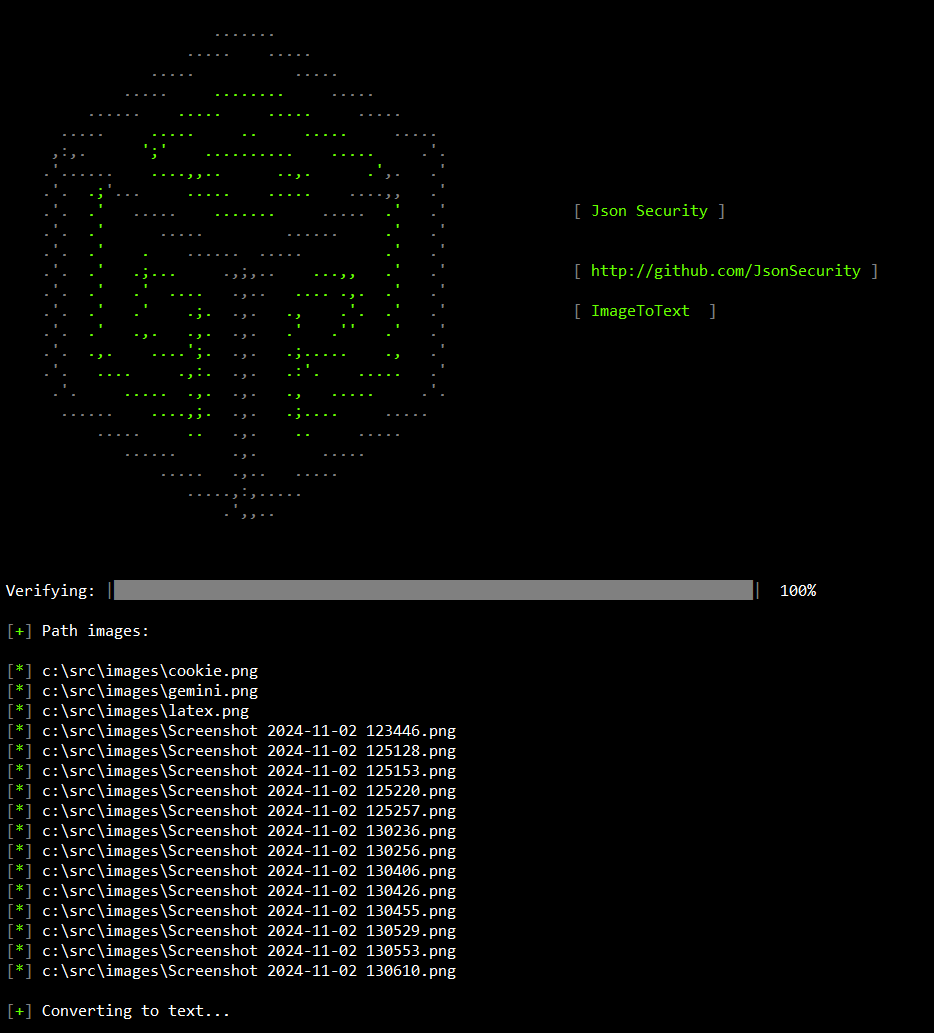 [ Json Security ]
[ http://github.com/JsonSecurity ]
[ ImageToText  ]
Verifying: | | 100%
[+] Path images:
[*] c:\src\images\cookie.png
[*] c:\src\images\gemini.png
[*] c:\src\images\latex.png
[*] c:\src\images\Screenshot 2024-11-02 123446.png
[*] c:\src\images\Screenshot 2024-11-02 125128.png
[*] c:\src\images\Screenshot 2024-11-02 125153.png
[*] c:\src\images\Screenshot 2024-11-02 125220.png
[*] c:\src\images\Screenshot 2024-11-02 125257.png
[*] c:\src\images\Screenshot 2024-11-02 130236.png
[*] c:\src\images\Screenshot 2024-11-02 130256.png
[*] c:\src\images\Screenshot 2024-11-02 130406.png
[*] c:\src\images\Screenshot 2024-11-02 130426.png
[*] c:\src\images\Screenshot 2024-11-02 130455.png
[*] c:\src\images\Screenshot 2024-11-02 130529.png
[*] c:\src\images\Screenshot 2024-11-02 130553.png
[*] c:\src\images\Screenshot 2024-11-02 130610.png
[+] Converting to text...